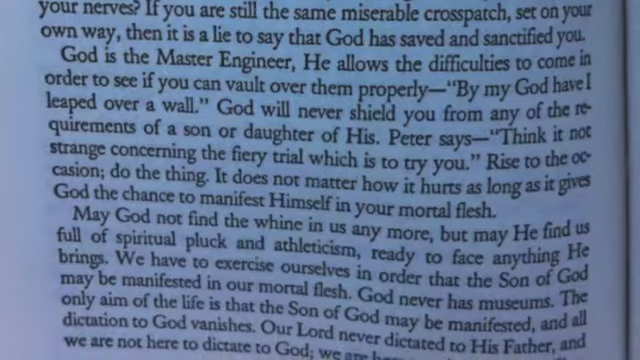 your nerves? If you are still the same miserable crosspatch, set on your
own way, then it is a lie to say that God has saved and sanctified you.
God is the Master Engineer, He allows the difficulties to come in
order to see if you can vault over them properly—"By my God have I
leaped over a wall." God will never shield you from any of the re-
quirements of a son or daughter of His. Peter says—"Think it not
strange concerning the fiery trial which is to try you." Rise to the oc-
casion; do the thing. It does not matter how it hurts as long as it gives
God the chance to manifest Himself in your mortal flesh.
May God not find the whine in us any more, but may He find us
full of spiritual pluck and athleticism, ready to face anything He
brings. We have to exercise ourselves in order that the Son of God
may be manifested in our mortal flesh. God never has museums. The
only aim of the life is that the Son of God may be manifested, and all
dictation to God vanishes. Our Lord never dictated to His Father, and
we are not here to dictate to God; we are